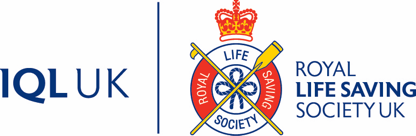 IQL UK
LIFE
ROYAL
SAVING
SOCIETY
ROYAL
LIFE SAVING
SOCIETY UK